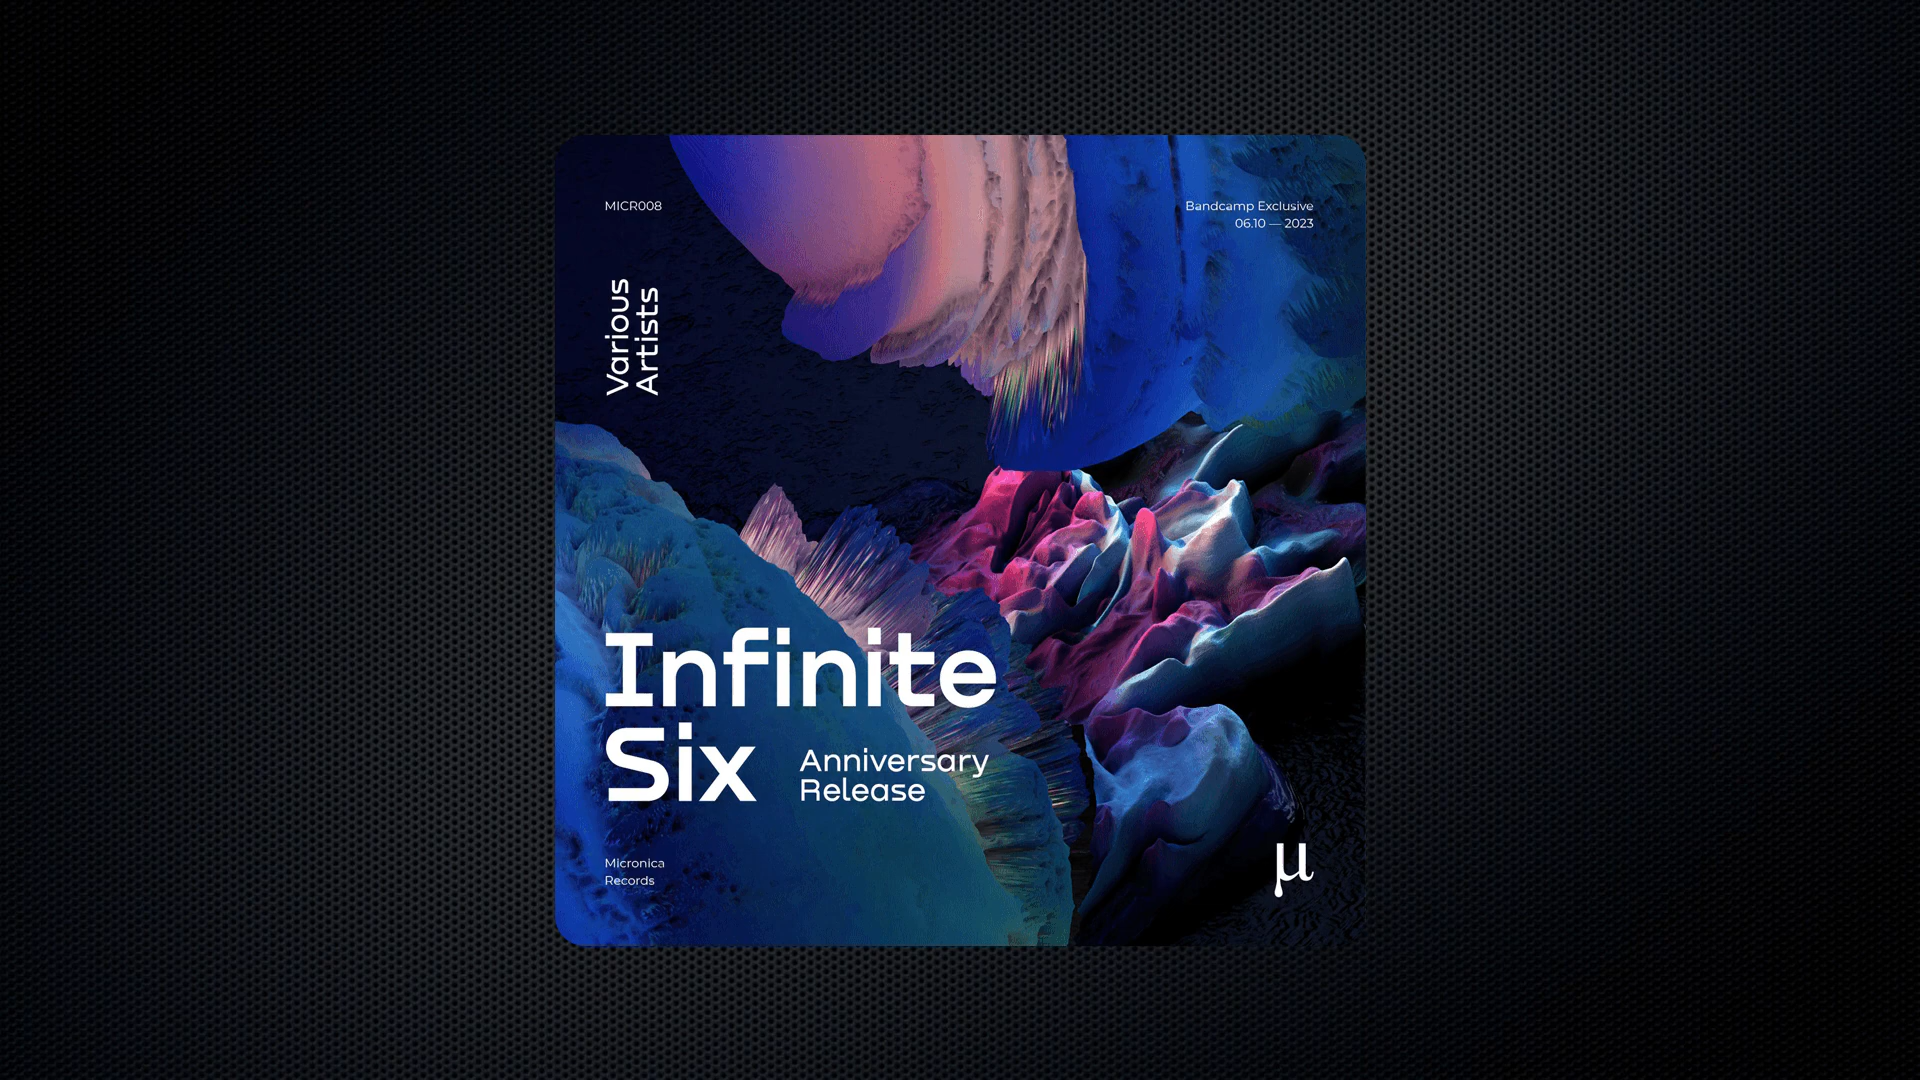 MICR008
Bandcamp Exclusive
06.10 — 2023
Various
Artists
Infinite
Six
Anniversary
Release
Micronica
Records
µ